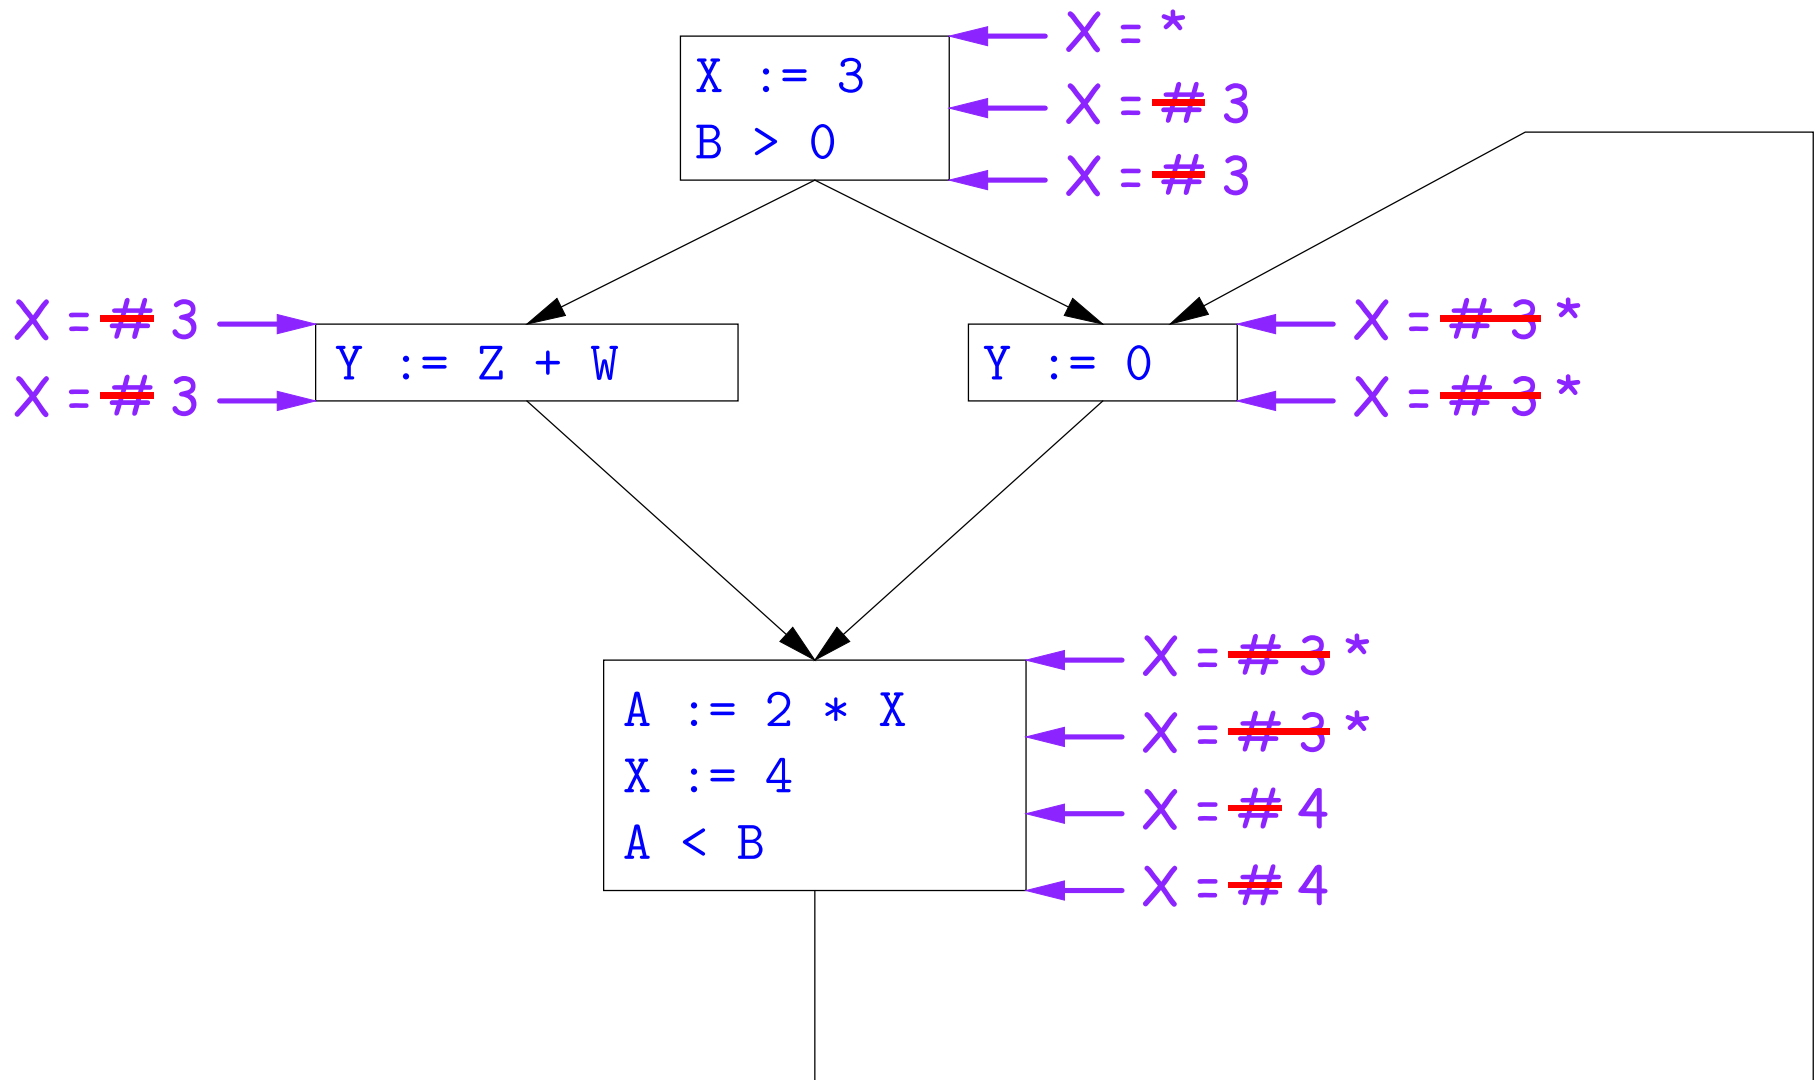 X = *
X := 3
X = # 3
B > 0
X = # 3
X = # 3
Y := Z + W
X = # 3
X = # 3 *
Y := 0
X = # 3 *
X = # 3 *
A := 2 * X
X = # 3 *
X := 4
X = # 4
A < B
X = # 4